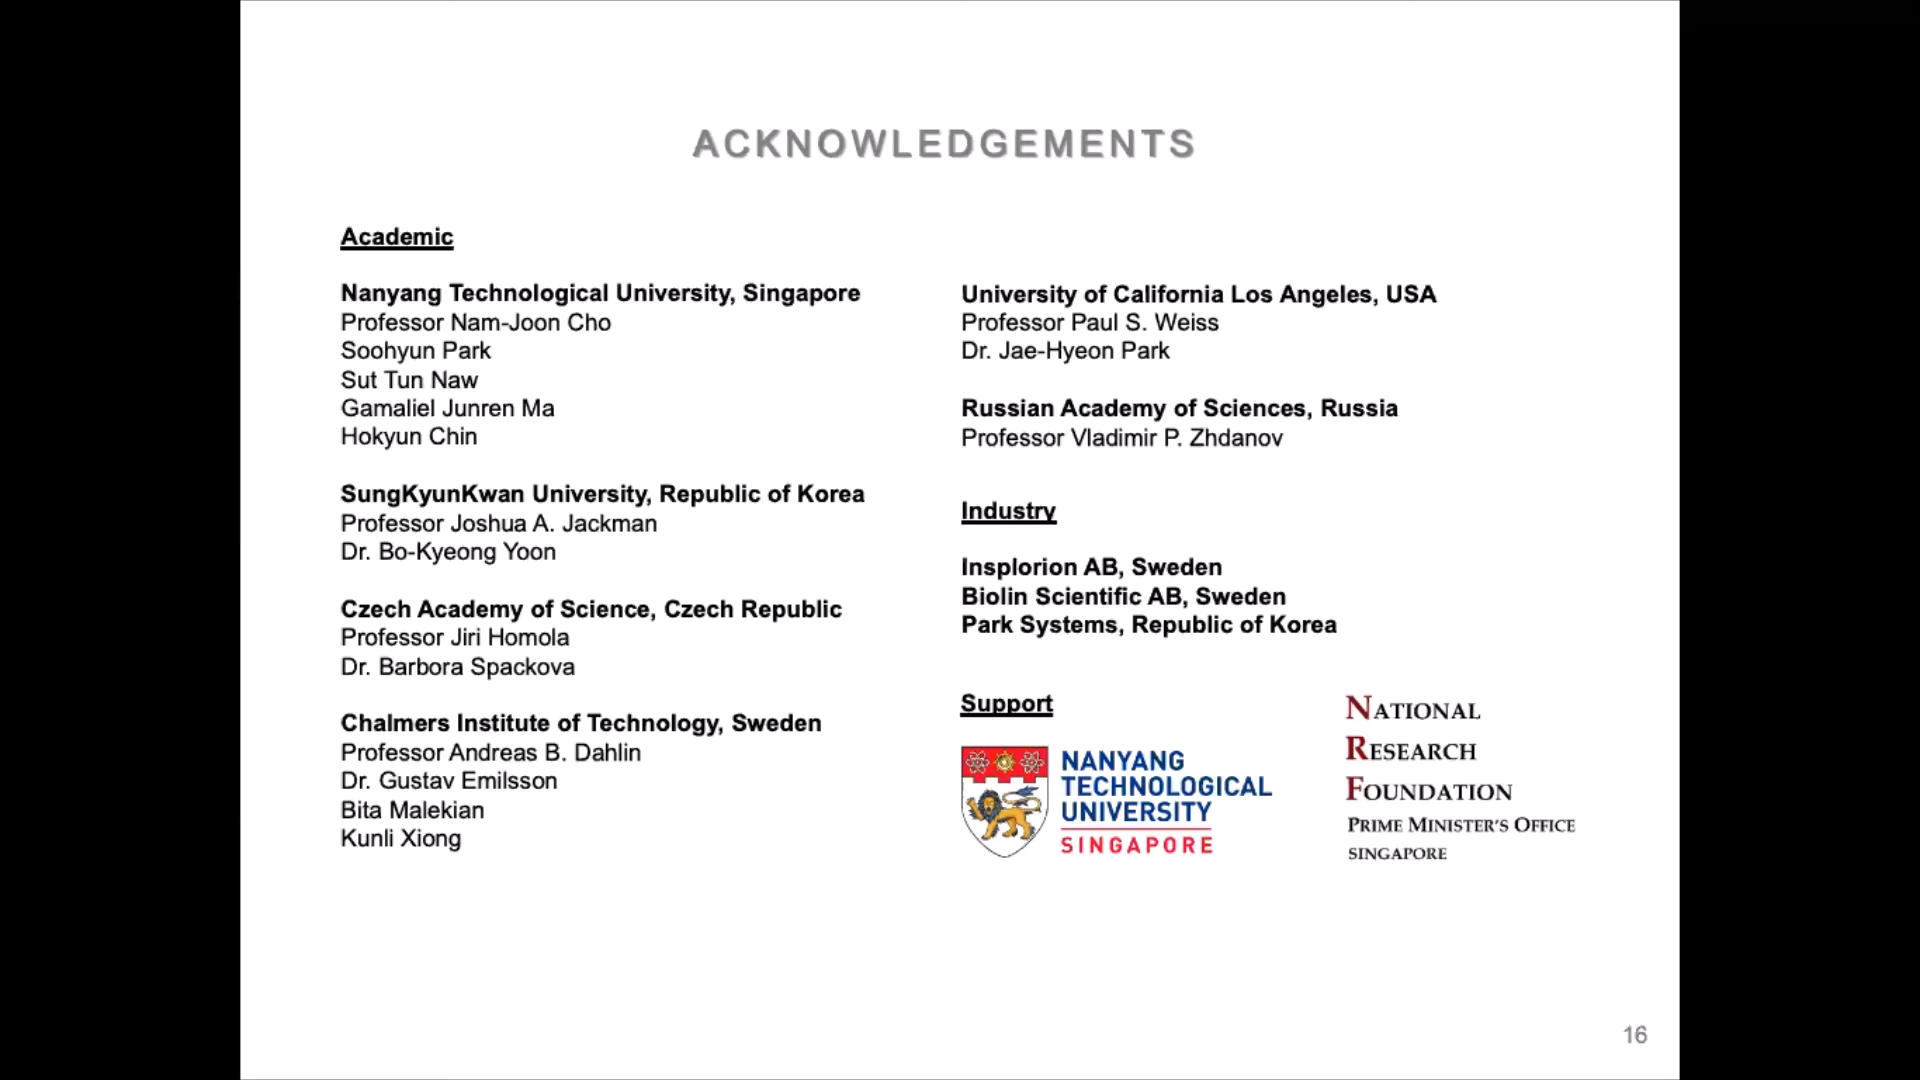 ACKNOWLEDGEMENTS
Academic
Nanyang Technological University, Singapore
Professor Nam-Joon Cho
Soohyun Park
Sut Tun Naw
Gamaliel Junren Ma
Hokyun Chin
SungKyunKwan University, Republic of Korea
Professor Joshua A. Jackman
Dr. Bo-Kyeong Yoon
Czech Academy of Science, Czech Republic
Professor Jiri Homola
Dr. Barbora Spackova
Chalmers Institute of Technology, Sweden
Professor Andreas B. Dahlin
Dr. Gustav Emilsson
Bita Malekian
Kunli Xiong
University of California Los Angeles, USA
Professor Paul S. Weiss
Dr. Jae-Hyeon Park
Russian Academy of Sciences, Russia
Professor Vladimir P. Zhdanov
Industry
Insplorion AB, Sweden
Biolin Scientific AB, Sweden
Park Systems, Republic of Korea
Support
NANYANG
TECHNOLOGICAL
UNIVERSITY
SINGAPORE
NATIONAL
RESEARCH
FOUNDATION
PRIME MINISTER'S OFFICE
SINGAPORE
16